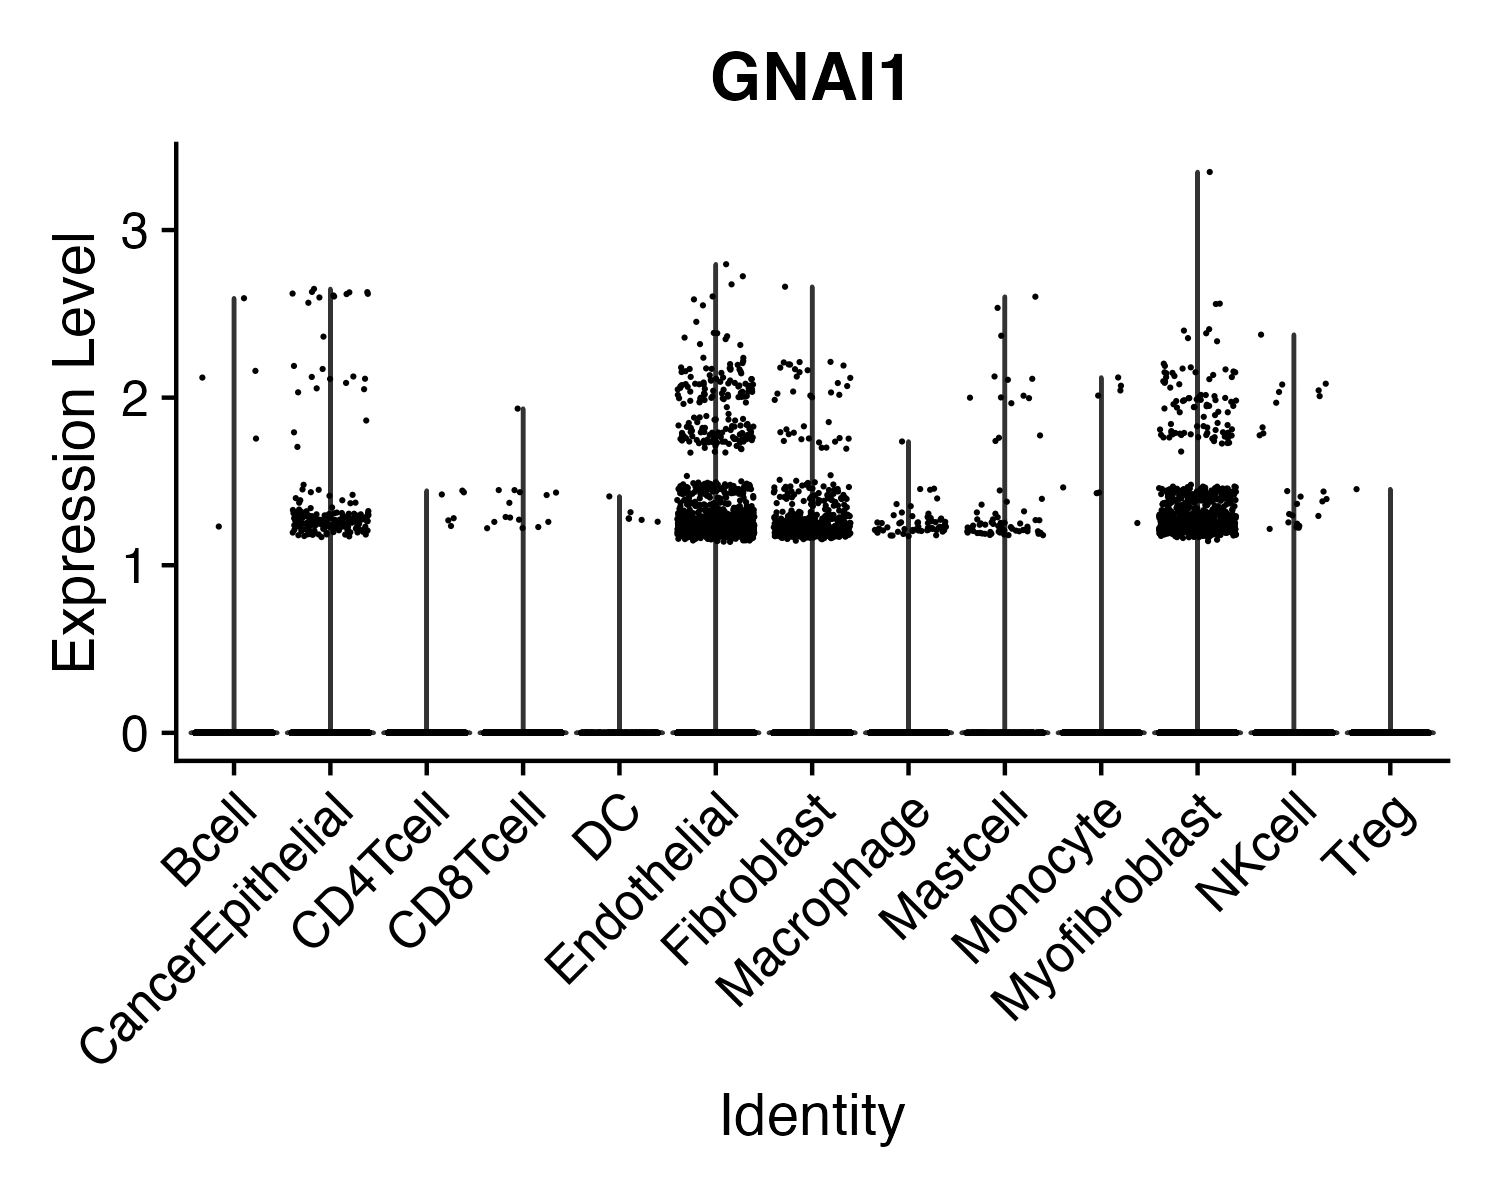 GNAI1
Expression Level
3
2
1
0
Bcell
CancerEpithelial
CD4Tcell
CD8Tcell
DC
Endothelial
Fibroblast
Macrophage
Mastcell
Monocyte
Myofibroblast
NKcell
Treg
Identity